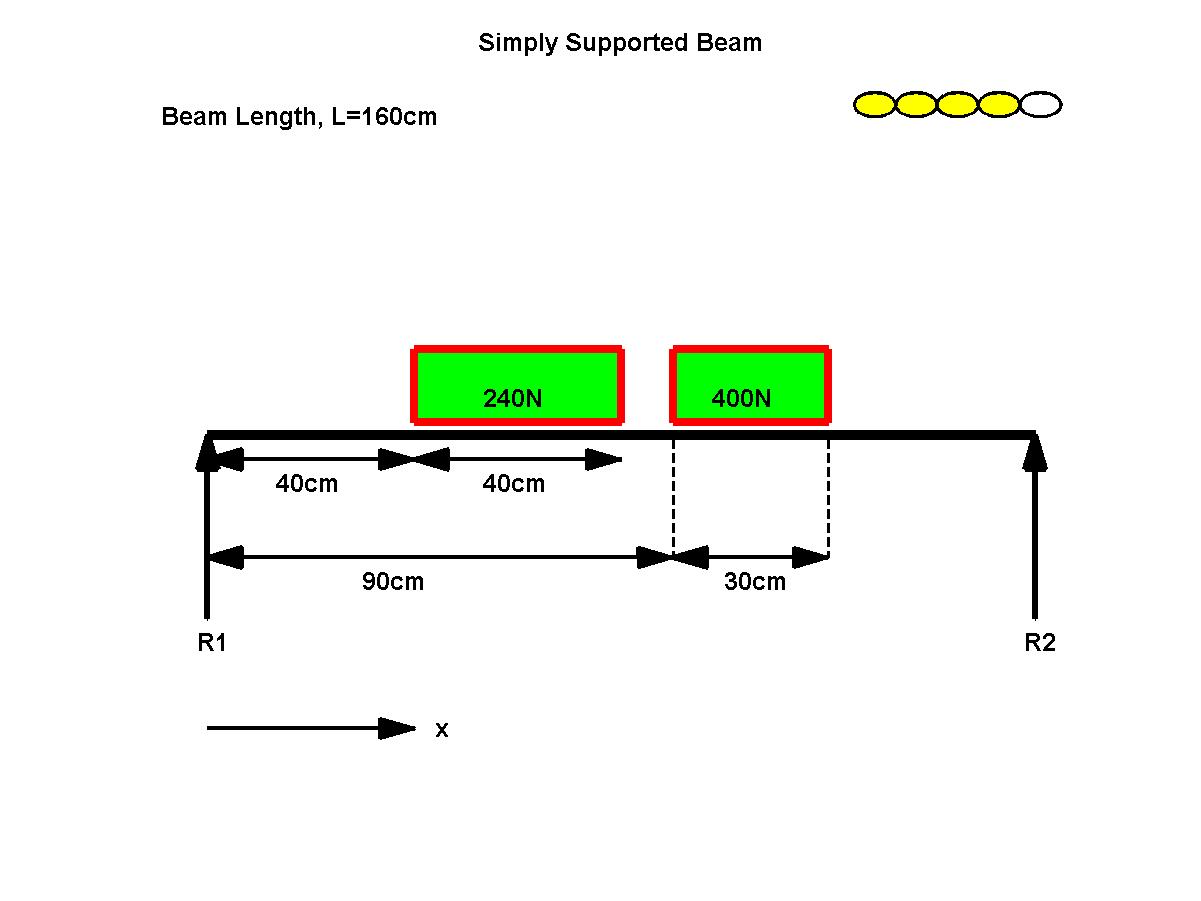 Simply Supported Beam
Beam Length, L=160cm
240N
400N
40cm
40cm
90cm
30cm
R1
R2
x